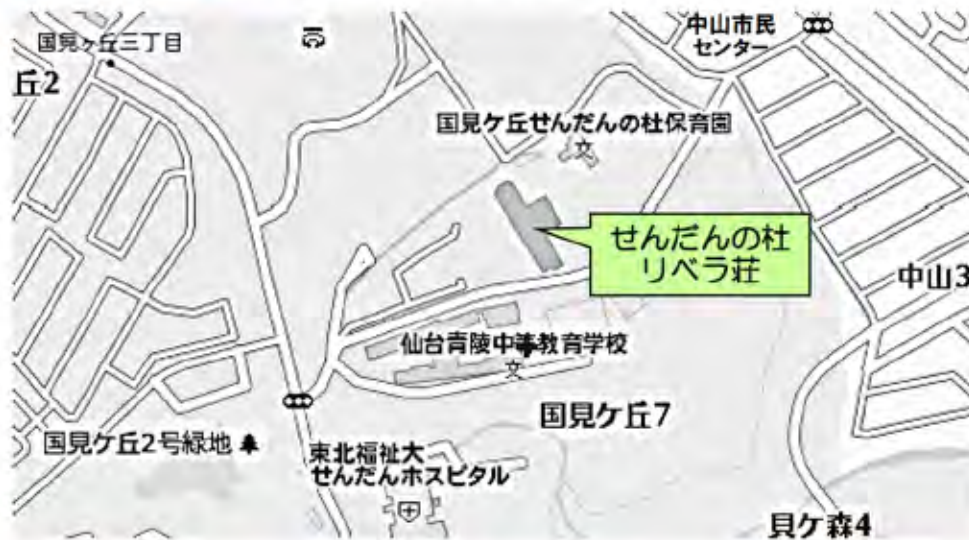 国見ヶ丘三丁目
丘2
中山市民
センター
国見ケ丘せんだんの杜保育園
文
せんだんの杜
リベラ荘
中山3
仙台青陵中等教育学校
文
国見ケ丘7
国見ケ丘2号緑地
東北福祉大
せんだんホスピタル
貝ケ森4